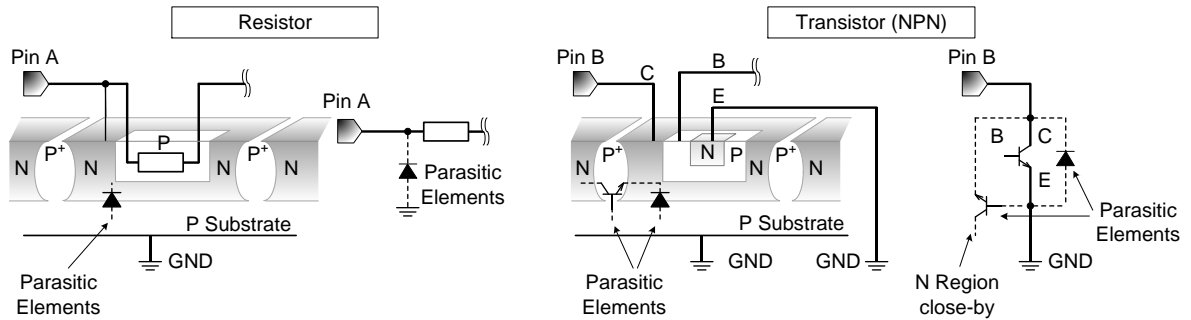 Resistor
Transistor (NPN)
Pin A
Pin A
N
P+
N
P
P+
N
N
Parasitic
Elements
P Substrate
GND
Parasitic
Elements
Pin B
C
B
E
N
P+
N
N
P
P+
N
N
P Substrate
GND
GND
Parasitic
Elements
Pin B
B
C
E
Parasitic
Elements
GND
N Region
close-by